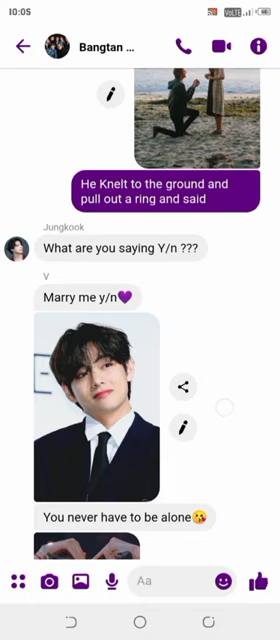 10:05
VoLTE
Bangtan ...
He Knelt to the ground and
pull out a ring and said
Jungkook
What are you saying Y/n ???
V
Marry me y/n💜
You never have to be alone😘
Aa